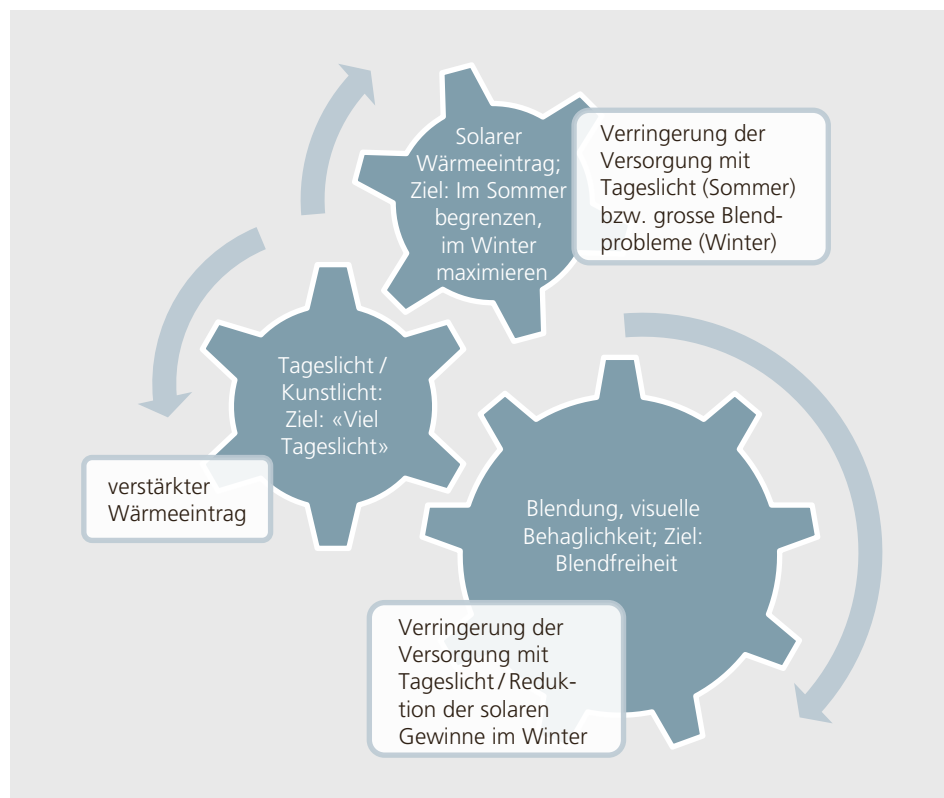 Solarer
Wärmeeintrag;
Ziel: Im Sommer
begrenzen,
im Winter
maximieren
Verringerung der
Versorgung mit
Tageslicht (Sommer)
bzw. grosse Blend-
probleme (Winter)
Tageslicht /
Kunstlicht:
Ziel: «Viel
Tageslicht»
verstärkter
Wärmeeintrag
Blendung, visuelle
Behaglichkeit; Ziel:
Blendfreiheit
Verringerung der
Versorgung mit
Tageslicht / Reduk-
tion der solaren
Gewinne im Winter